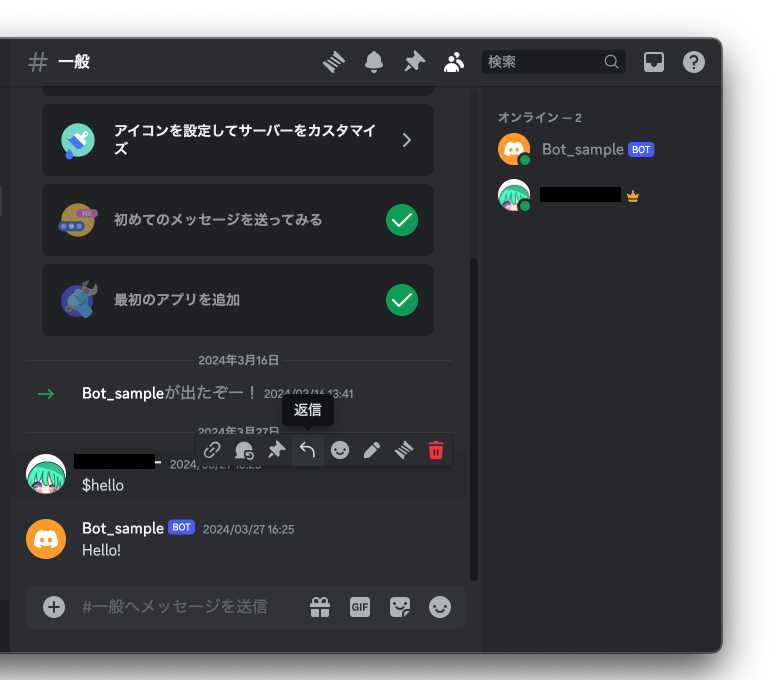 一般
検索
アイコンを設定してサーバーをカスタマイ
ズ
Hi!
初めてのメッセージを送ってみる
最初のアプリを追加
2024年3月16日
Bot_sampleが出たぞー！ 2024/03/16 13:41
返信
2024年3月27日
$hello
Bot_sample BOT 2024/03/27 16:25
Hello!
#一般へメッセージを送信
GIF
オンライン — 2
Bot_sample BOT